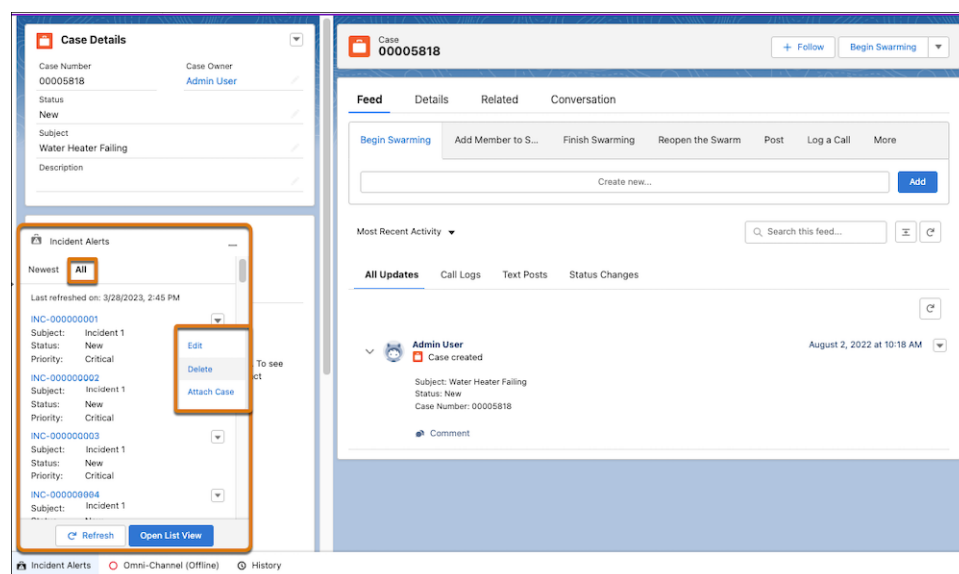 Case Details
Case Number
Case Owner
00005818
Admin User
Status
New
Subject
Water Heater Failing
Description
Case
00005818
+ Follow
Begin Swarming
Feed
Details
Related
Conversation
Begin Swarming
Add Member to S...
Finish Swarming
Reopen the Swarm
Post
Log a Call
More
Create new...
Add
Most Recent Activity
Search this feed...
All Updates
Call Logs
Text Posts
Status Changes
Admin User
August 2, 2022 at 10:18 AM
Case created
Subject: Water Heater Failing
Status: New
Case Number: 00005818
Comment
Incident Alerts
Newest
All
Last refreshed on: 3/28/2023, 2:45 PM
INC-000000001
Subject: Incident 1
Status: New
Priority: Critical
INC-000000002
Subject: Incident 1
Status: New
Priority: Critical
INC-000000003
Subject: Incident 1
Status: New
Priority: Critical
INC-000000004
Subject: Incident 1
Edit
Delete
Attach Case
To see
Refresh
Open List View
Incident Alerts
Omni-Channel (Offline)
History